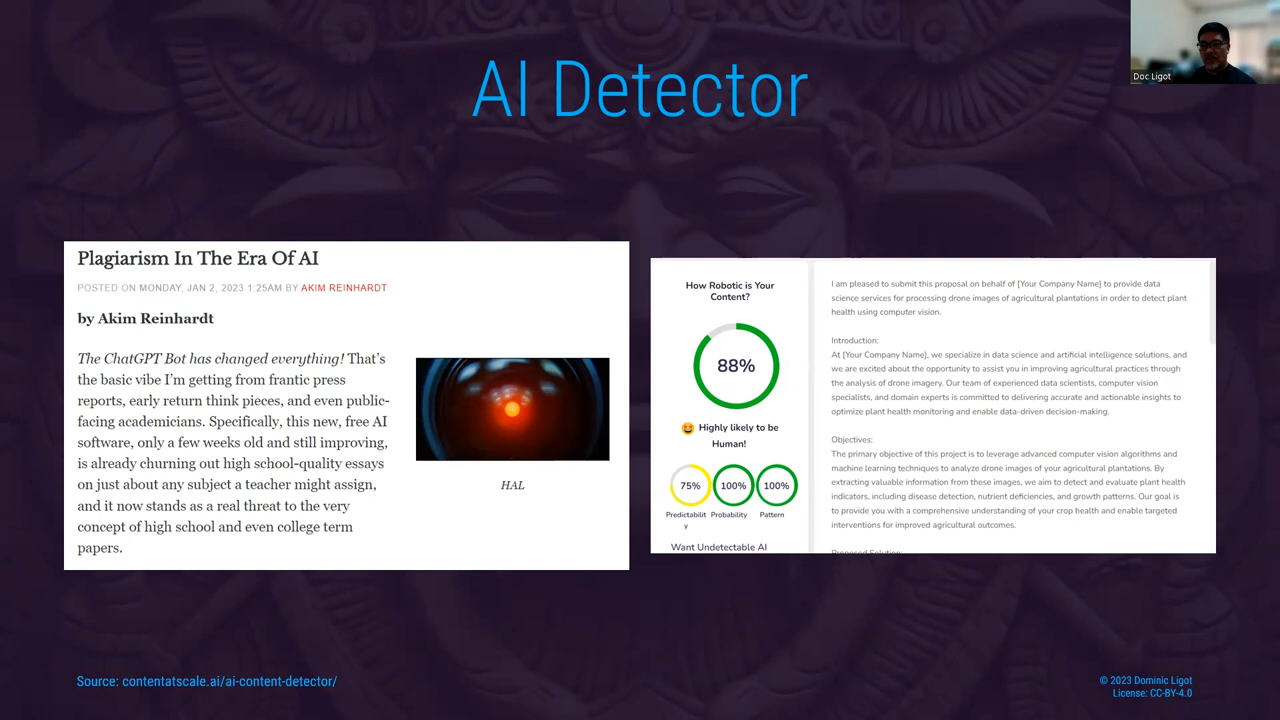 AI Detector
Doc Ligot
Plagiarism In The Era Of AI
POSTED ON MONDAY, JAN 2, 2023 1:25AM BY AKIM REINHARDT
by Akim Reinhardt
The ChatGPT Bot has changed everything! That's
the basic vibe I'm getting from frantic press
reports, early return think pieces, and even public-
facing academicians. Specifically, this new, free AI
software, only a few weeks old and still improving,
is already churning out high school-quality essays
on just about any subject a teacher might assign,
and it now stands as a real threat to the very
concept of high school and even college term
papers.
HAL
How Robotic is Your
Content?
88%
Highly likely to be
Human!
75% 100% 100%
Predictabilit Probability Pattern
y
Want Undetectable AI
I am pleased to submit this proposal on behalf of [Your Company Name] to provide data
science services for processing drone images of agricultural plantations in order to detect plant
health using computer vision.
Introduction:
At [Your Company Name], we specialize in data science and artificial intelligence solutions, and
we are excited about the opportunity to assist you in improving agricultural practices through
the analysis of drone imagery. Our team of experienced data scientists, computer vision
specialists, and domain experts is committed to delivering accurate and actionable insights to
optimize plant health monitoring and enable data-driven decision-making.
Objectives:
The primary objective of this project is to leverage advanced computer vision algorithms and
machine learning techniques to analyze drone images of your agricultural plantations. By
extracting valuable information from these images, we aim to detect and evaluate plant health
indicators, including disease detection, nutrient deficiencies, and growth patterns. Our goal is
to provide you with a comprehensive understanding of your crop health and enable targeted
interventions for improved agricultural outcomes.
Proposed Solution:
Source: contentatscale.ai/ai-content-detector/
© 2023 Dominic Ligot
License: CC-BY-4.0